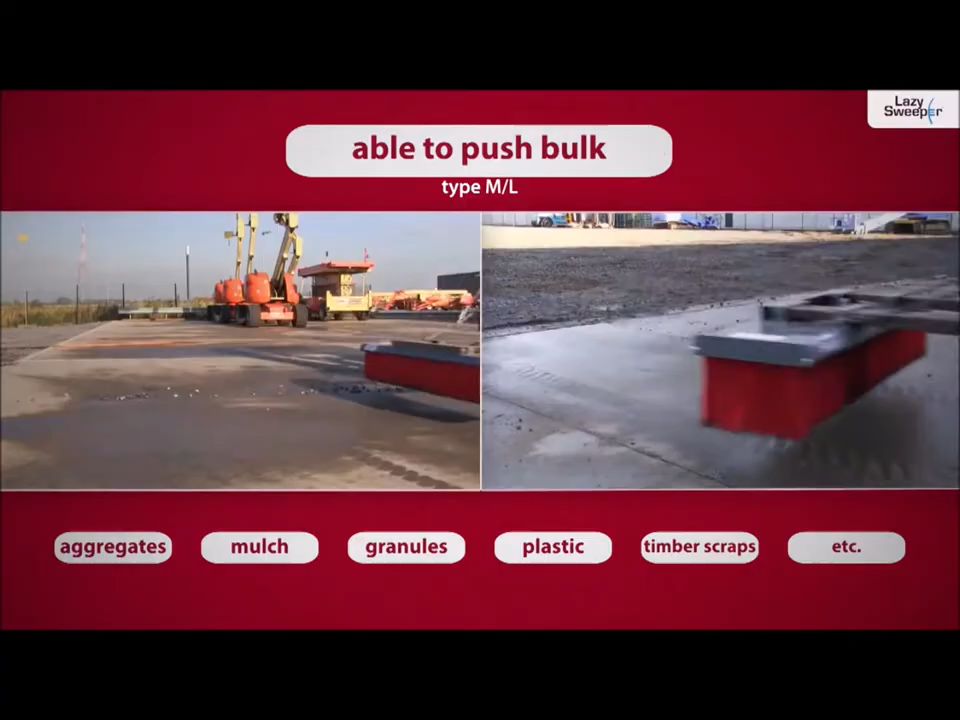 Lazy
Sweeper
able to push bulk
type M/L
aggregates
mulch
granules
plastic
timber scraps
etc.